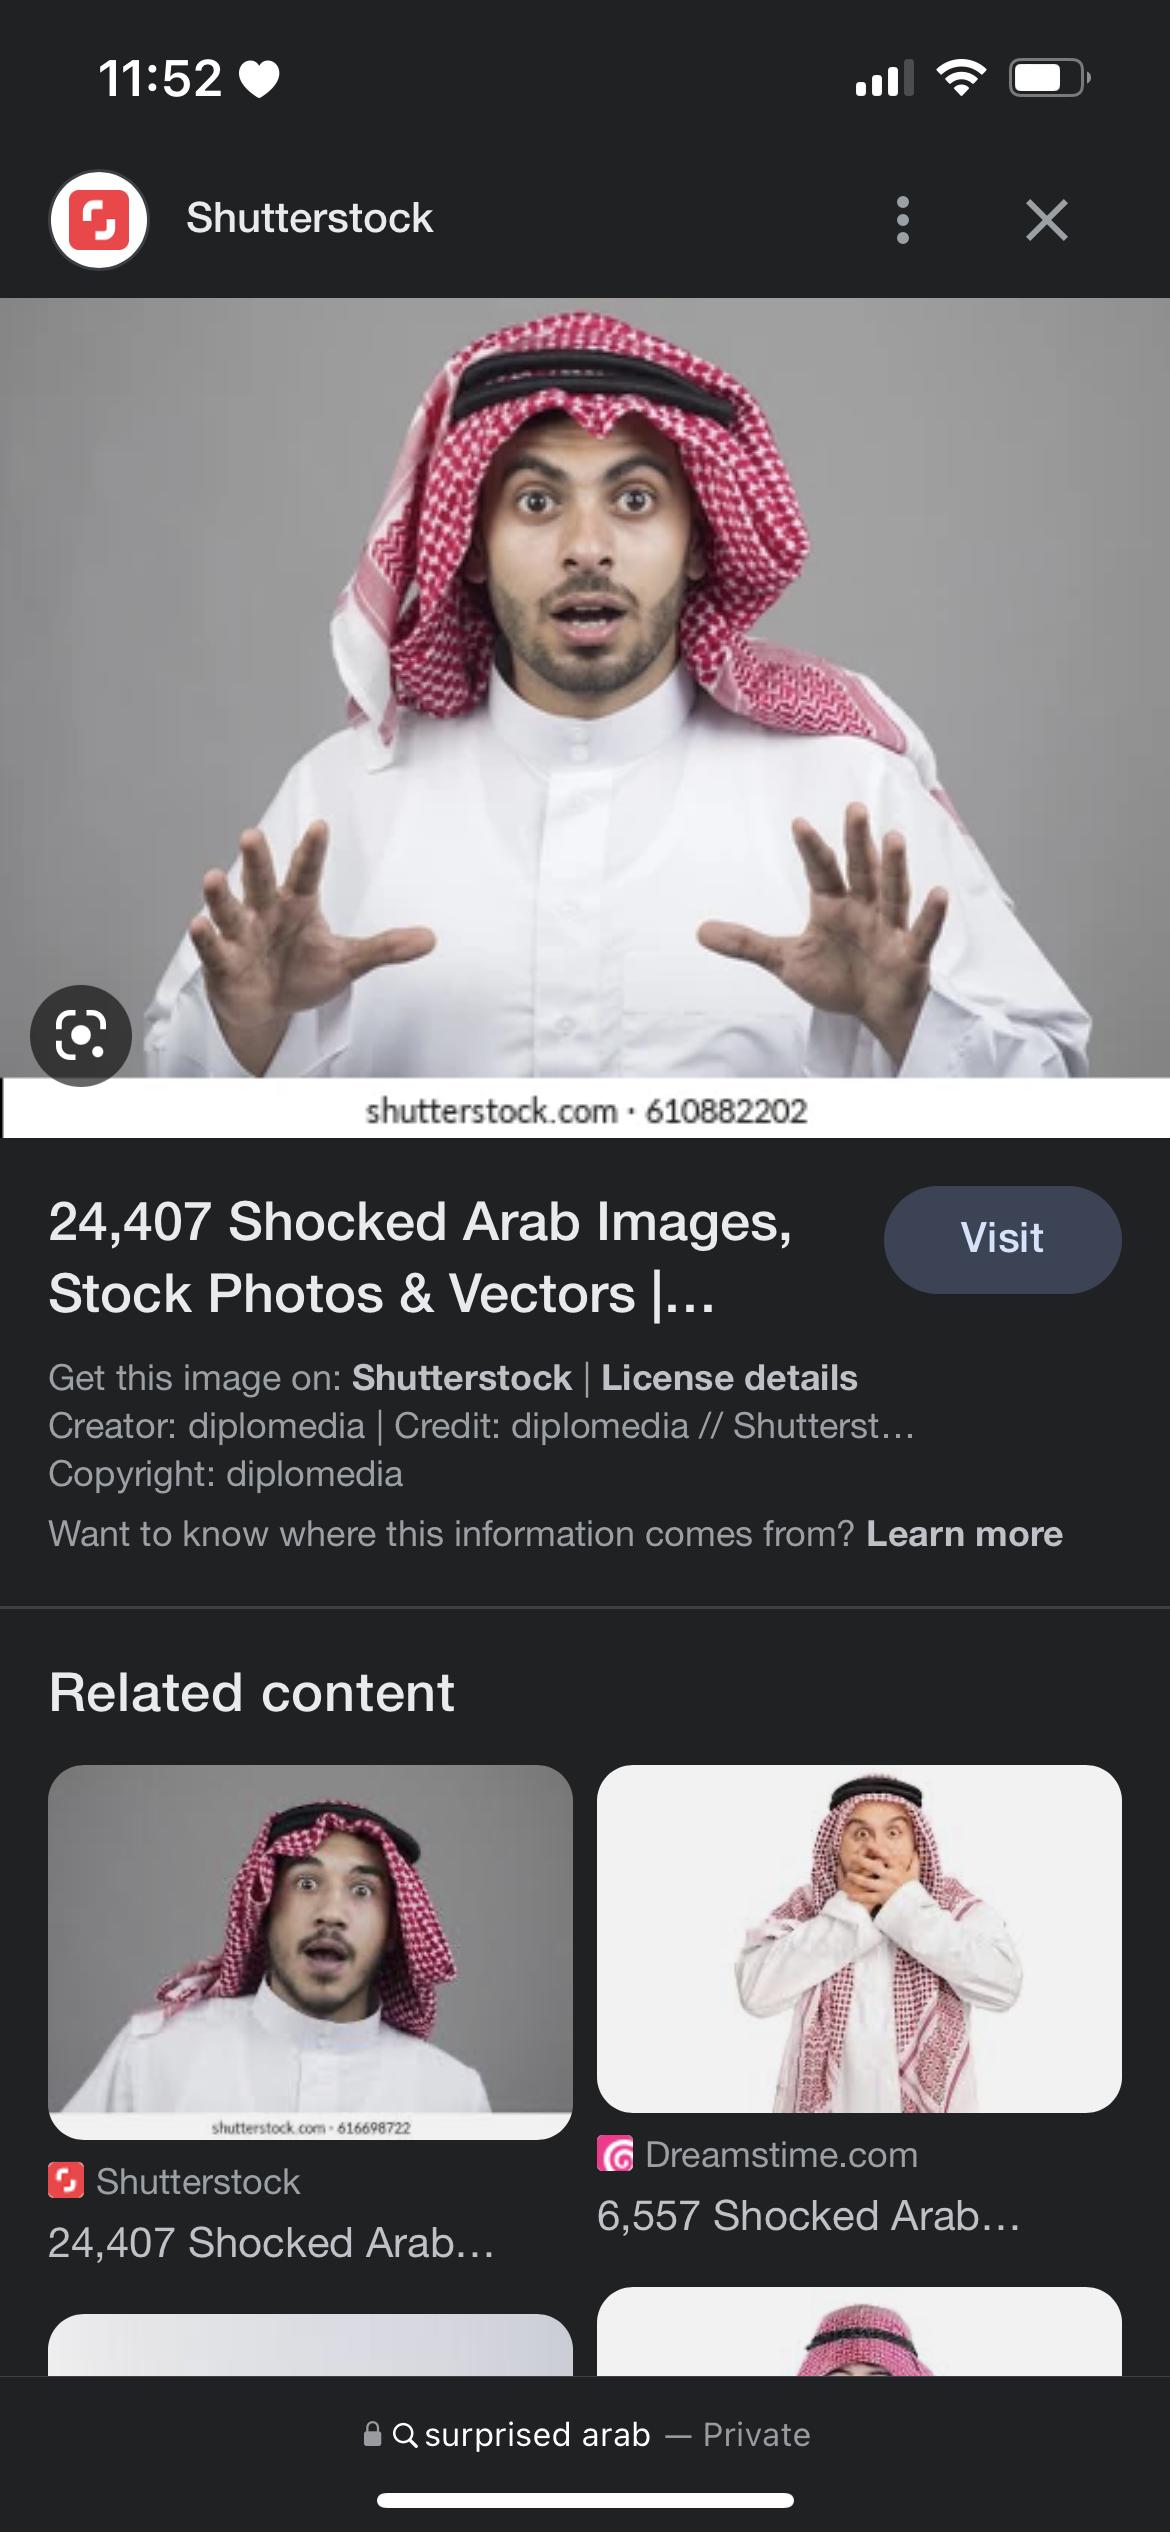 11:52
Shutterstock
shutterstock.com · 610882202
24,407 Shocked Arab Images,
Stock Photos & Vectors |...
Visit
Get this image on: Shutterstock | License details
Creator: diplomedia | Credit: diplomedia // Shutterst...
Copyright: diplomedia
Want to know where this information comes from? Learn more
Related content
shutterstock.com · 616698722
Shutterstock
24,407 Shocked Arab...
Dreamstime.com
6,557 Shocked Arab...
surprised arab — Private